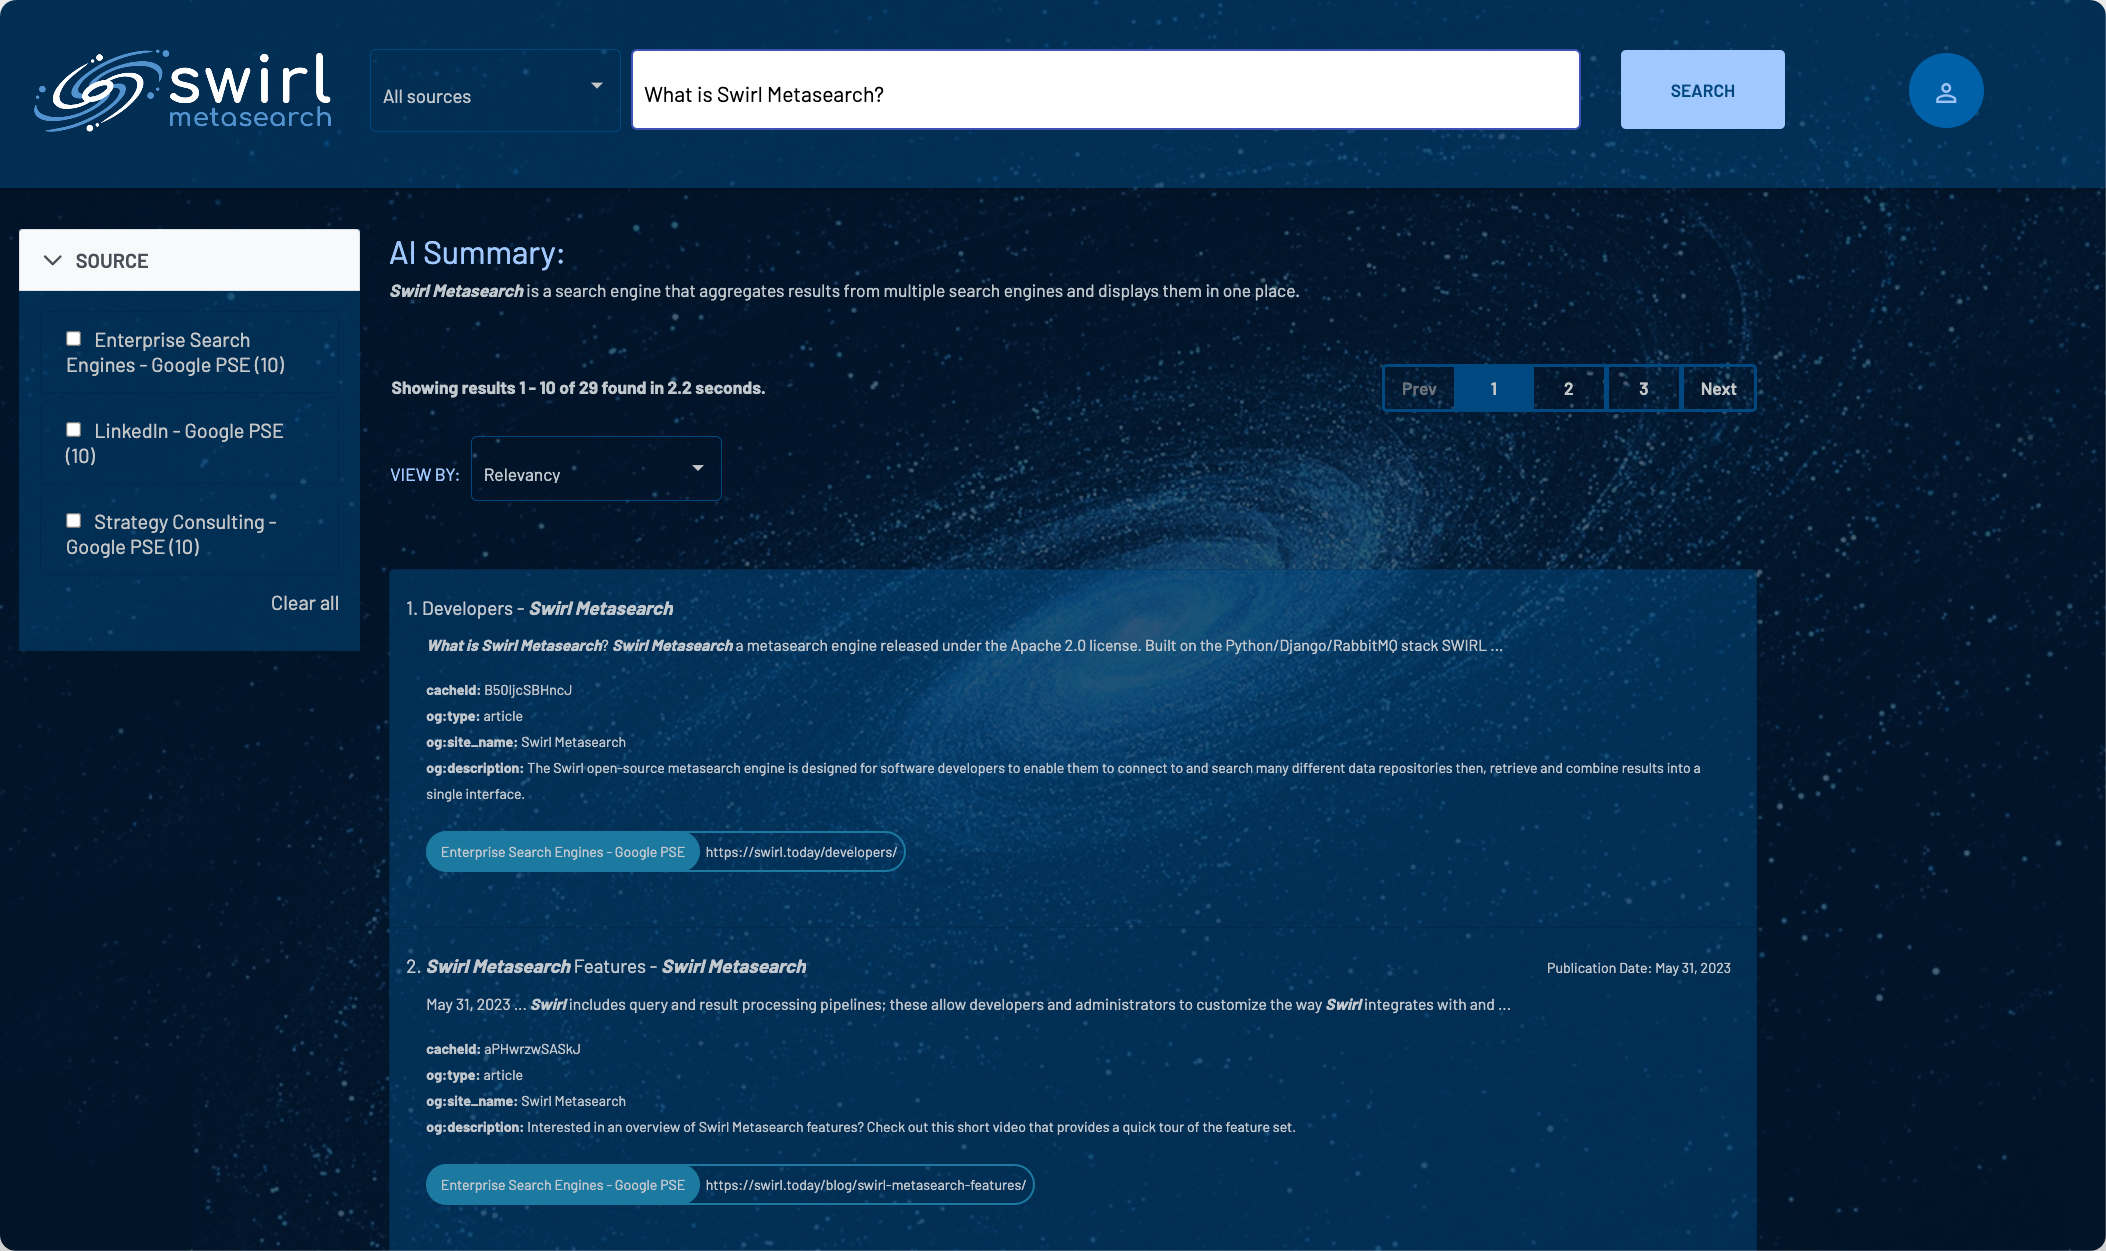 swirl
metasearch
All sources
What is Swirl Metasearch?
SEARCH
SOURCE
Enterprise Search
Engines - Google PSE (10)
LinkedIn - Google PSE
(10)
Strategy Consulting -
Google PSE (10)
Clear all
AI Summary:
Swirl Metasearch is a search engine that aggregates results from multiple search engines and displays them in one place.
Showing results 1 - 10 of 29 found in 2.2 seconds.
Prev 1 2 3 Next
VIEW BY: Relevancy
1. Developers - Swirl Metasearch
What is Swirl Metasearch? Swirl Metasearch a metasearch engine released under the Apache 2.0 license. Built on the Python/Django/RabbitMQ stack SWIRL ...
cacheId: B50ljcSBHncJ
og:type: article
og:site_name: Swirl Metasearch
og:description: The Swirl open-source metasearch engine is designed for software developers to enable them to connect to and search many different data repositories then, retrieve and combine results into a
single interface.
Enterprise Search Engines - Google PSE https://swirl.today/developers/
2. Swirl Metasearch Features - Swirl Metasearch
Publication Date: May 31, 2023
May 31, 2023 ... Swirl includes query and result processing pipelines; these allow developers and administrators to customize the way Swirl integrates with and ...
cacheId: aPHwrzwSASkJ
og:type: article
og:site_name: Swirl Metasearch
og:description: Interested in an overview of Swirl Metasearch features? Check out this short video that provides a quick tour of the feature set.
Enterprise Search Engines - Google PSE https://swirl.today/blog/swirl-metasearch-features/